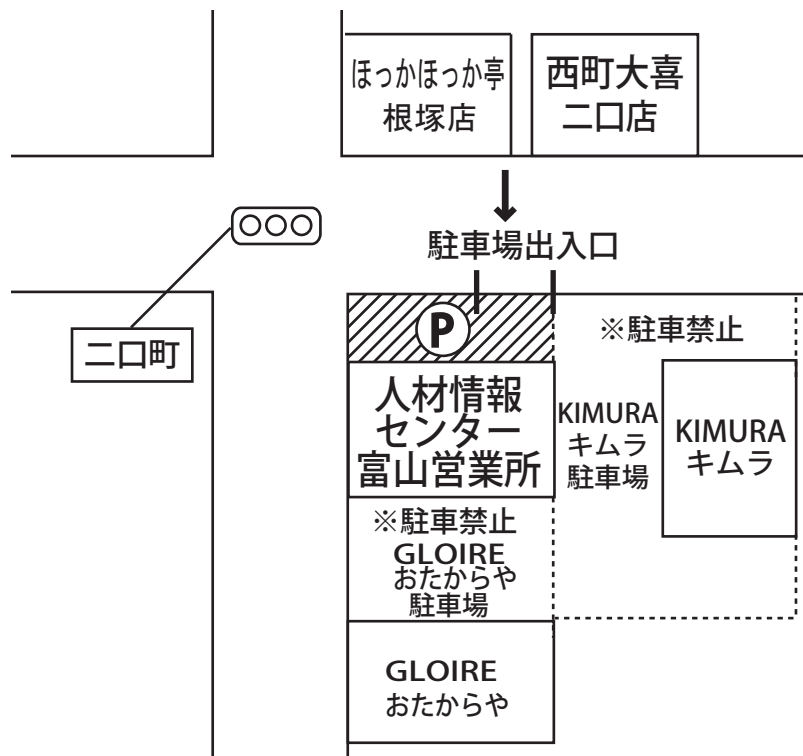 ほっかほっか亭
根塚店
西町大喜
二口店
駐車場出入口
二口町
P
※駐車禁止
人材情報
センター
富山営業所
KIMURA
キムラ
駐車場
KIMURA
キムラ
※駐車禁止
GLOIRE
おたからや
駐車場
GLOIRE
おたからや